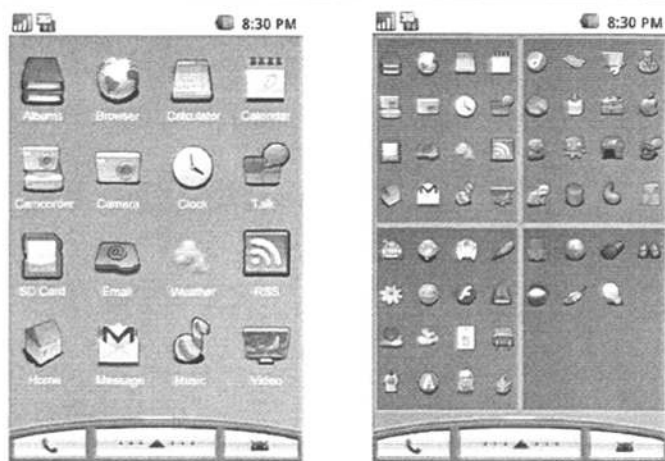 8:30 PM
Albums Browser Calculator Calendar
Camcorder Camera Clock Talk
SD Card Email Weather RSS
Home Message Music Video
8:30 PM